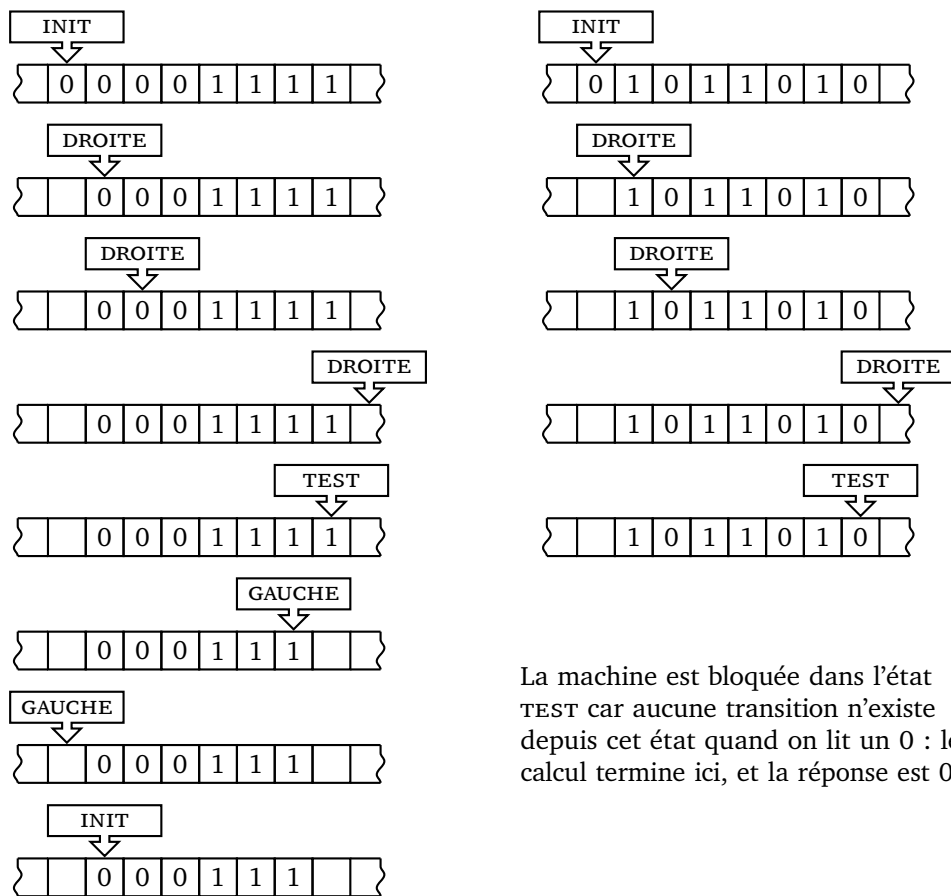 INIT
0 0 0 0 1 1 1 1
DROITE
0 0 0 1 1 1 1
DROITE
0 0 0 1 1 1 1
DROITE
0 0 0 1 1 1 1
TEST
0 0 0 1 1 1 1
GAUCHE
0 0 0 1 1 1
GAUCHE
0 0 0 1 1 1
INIT
0 0 0 1 1 1
INIT
0 1 0 1 1 0 1 0
DROITE
1 0 1 1 0 1 0
DROITE
1 0 1 1 0 1 0
DROITE
1 0 1 1 0 1 0
TEST
1 0 1 1 0 1 0
La machine est bloquée dans l’état
TEST car aucune transition n’existe
depuis cet état quand on lit un 0 :
calcul termine ici, et la réponse est 0